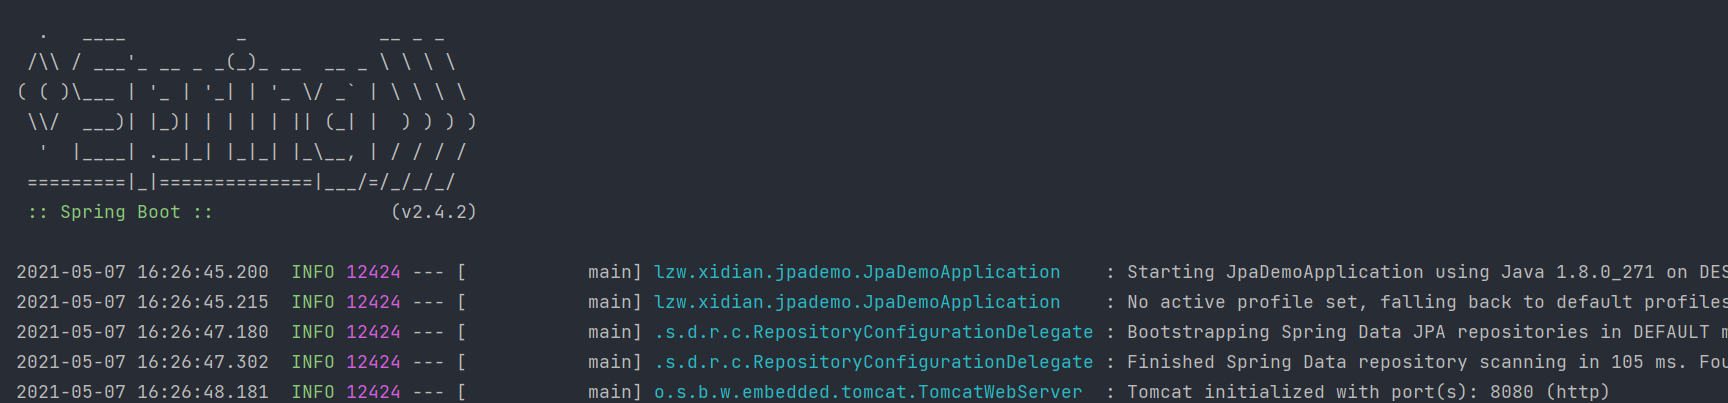 .   ____          _            __ _ _
 /\\ / ___'_ __ _ _(_)_ __  __ _ \ \ \ \
( ( )\___ | '_ | '_| | '_ \/ _` | \ \ \ \
 \\/  ___)| |_)| | | | | || (_| |  ) ) ) )
  '  |____| .__|_| |_|_| |_\__, | / / / /
 =========|_|==============|___/=/_/_/_/
 :: Spring Boot ::                (v2.4.2)
2021-05-07 16:26:45.200  INFO 12424 --- [           main] lzw.xidian.jpademo.JpaDemoApplication    : Starting JpaDemoApplication using Java 1.8.0_271 on DES
2021-05-07 16:26:45.215  INFO 12424 --- [           main] lzw.xidian.jpademo.JpaDemoApplication    : No active profile set, falling back to default profiles
2021-05-07 16:26:47.180  INFO 12424 --- [           main] .s.d.r.c.RepositoryConfigurationDelegate : Bootstrapping Spring Data JPA repositories in DEFAULT m
2021-05-07 16:26:47.302  INFO 12424 --- [           main] .s.d.r.c.RepositoryConfigurationDelegate : Finished Spring Data repository scanning in 105 ms. Fou
2021-05-07 16:26:48.181  INFO 12424 --- [           main] o.s.b.w.embedded.tomcat.TomcatWebServer  : Tomcat initialized with port(s): 8080 (http)